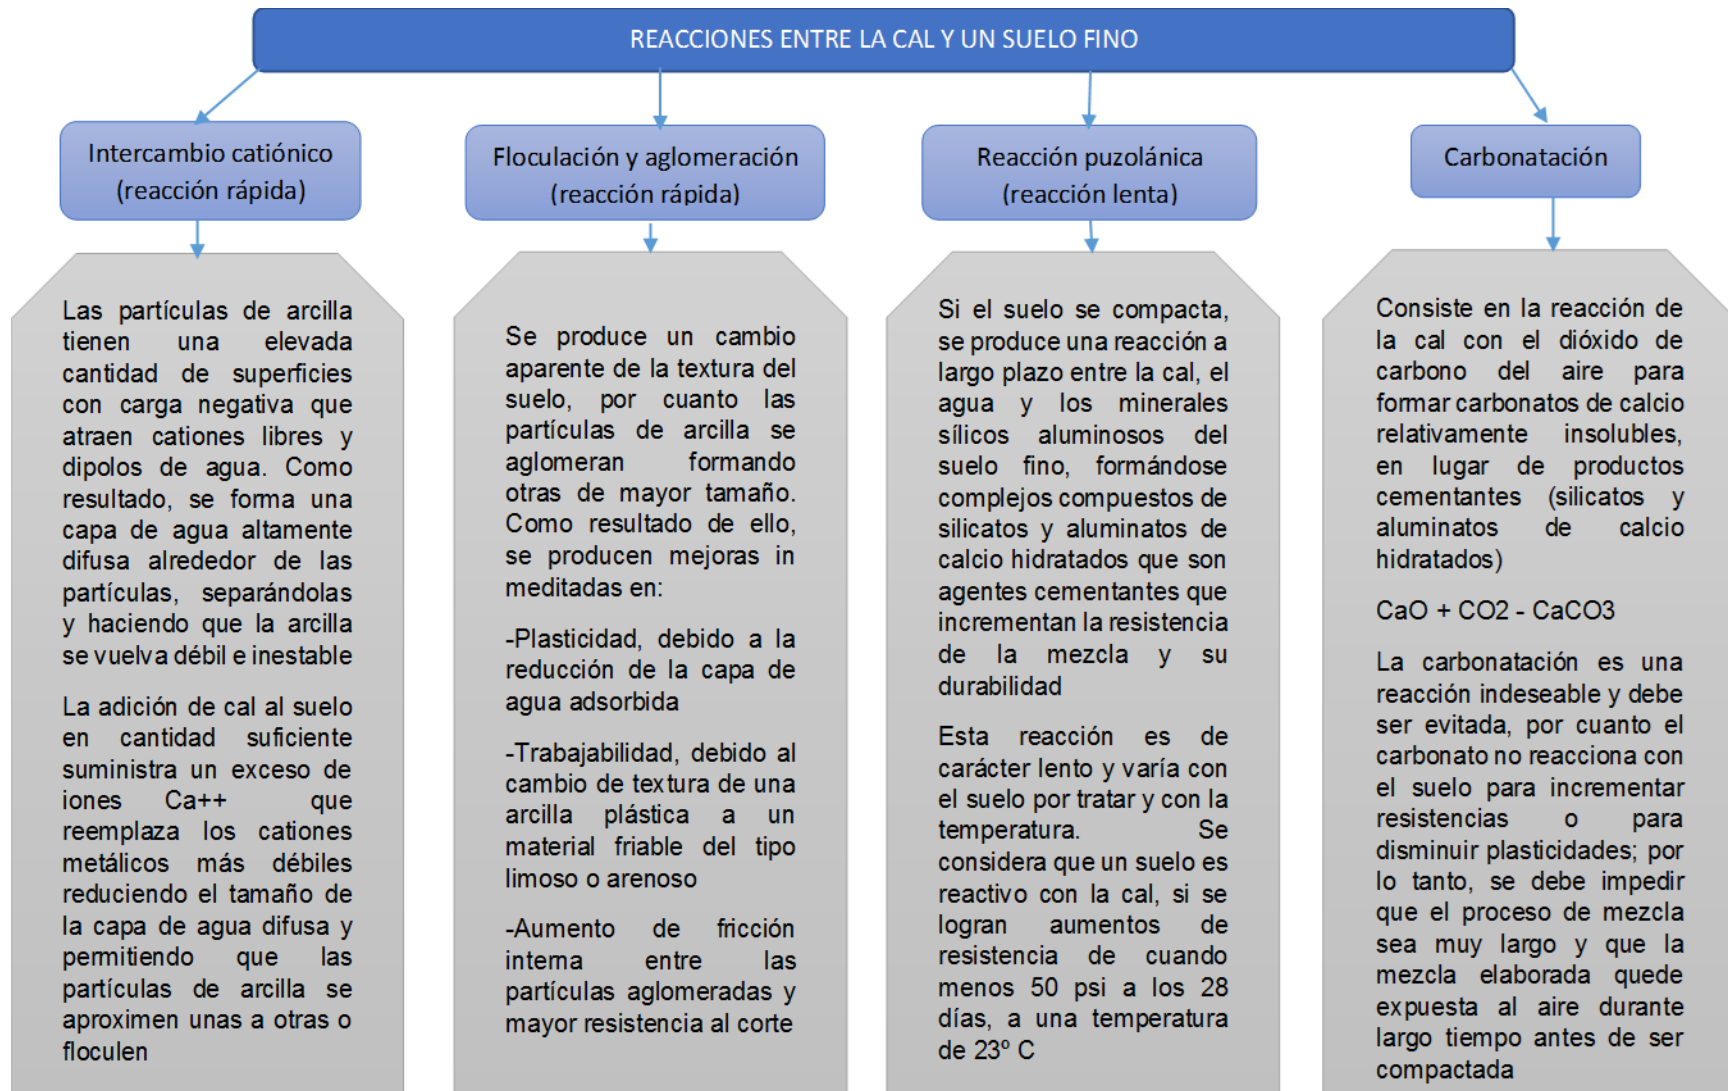 REACCIONES ENTRE LA CAL Y UN SUELO FINO
Intercambio catiónico
(reacción rápida)
Las partículas de arcilla
tienen una elevada
cantidad de superficies
con carga negativa que
atraen cationes libres y
dipolos de agua. Como
resultado, se forma una
capa de agua altamente
difusa alrededor de las
partículas, separándolas
y haciendo que la arcilla
se vuelva débil e inestable
La adición de cal al suelo
en cantidad suficiente
suministra un exceso de
iones Ca++ que
reemplaza los cationes
metálicos más débiles
reduciendo el tamaño de
la capa de agua difusa y
permitiendo que las
partículas de arcilla se
aproximen unas a otras o
floculen
Floculación y aglomeración
(reacción rápida)
Se produce un cambio
aparente de la textura del
suelo, por cuanto las
partículas de arcilla se
aglomeran formando
otras de mayor tamaño.
Como resultado de ello,
se producen mejoras in
meditadas en:
-Plasticidad, debido a la
reducción de la capa de
agua adsorbida
-Trabajabilidad, debido al
cambio de textura de una
arcilla plástica a un
material friable del tipo
limoso o arenoso
-Aumento de fricción
interna entre las
partículas aglomeradas y
mayor resistencia al corte
Reacción puzolánica
(reacción lenta)
Si el suelo se compacta,
se produce una reacción a
largo plazo entre la cal, el
agua y los minerales
sílicos aluminosos del
suelo fino, formándose
complejos compuestos de
silicatos y aluminatos de
calcio hidratados que son
agentes cementantes que
incrementan la resistencia
de la mezcla y su
durabilidad
Esta reacción es de
carácter lento y varía con
el suelo por tratar y con la
temperatura. Se
considera que un suelo es
reactivo con la cal, si se
logran aumentos de
resistencia de cuando
menos 50 psi a los 28
días, a una temperatura
de 23º C
Carbonatación
Consiste en la reacción de
la cal con el dióxido de
carbono del aire para
formar carbonatos de calcio
relativamente insolubles,
en lugar de productos
cementantes (silicatos y
aluminatos de calcio
hidratados)
CaO + CO2 - CaCO3
La carbonatación es una
reacción indeseable y debe
ser evitada, por cuanto el
carbonato no reacciona con
el suelo para incrementar
resistencias o para
disminuir plasticidades; por
lo tanto, se debe impedir
que el proceso de mezcla
sea muy largo y que la
mezcla elaborada quede
expuesta al aire durante
largo tiempo antes de ser
compactada